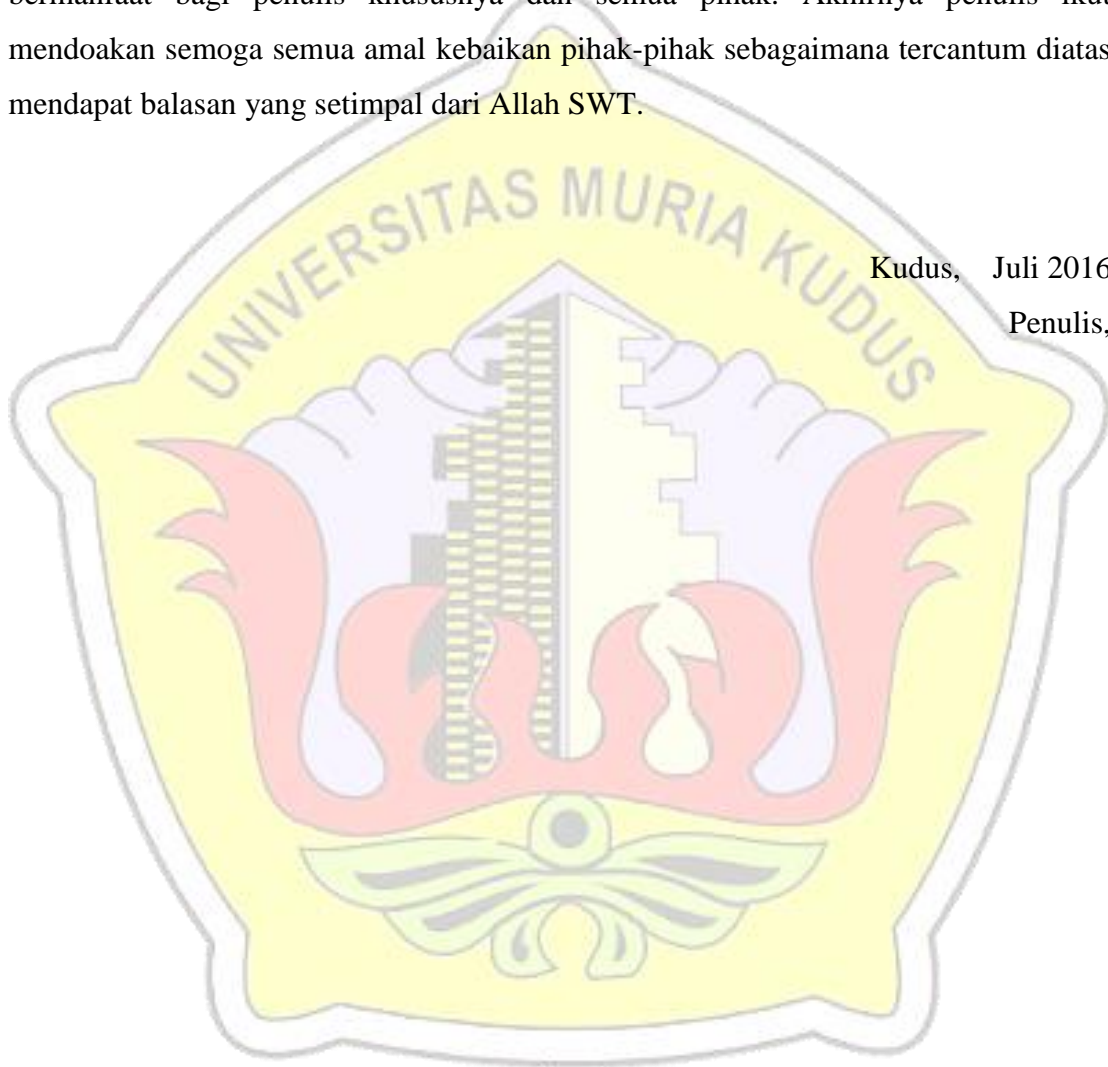 bermanfaat bagi penulis khususnya dan semua pihak. Akhirnya penulis ikut
mendoakan semoga semua amal kebaikan pihak-pihak sebagaimana tercantum diatas
mendapat balasan yang setimpal dari Allah SWT.
UNIVERSITAS MURIA KUDUS
Kudus, Juli 2016
Penulis,